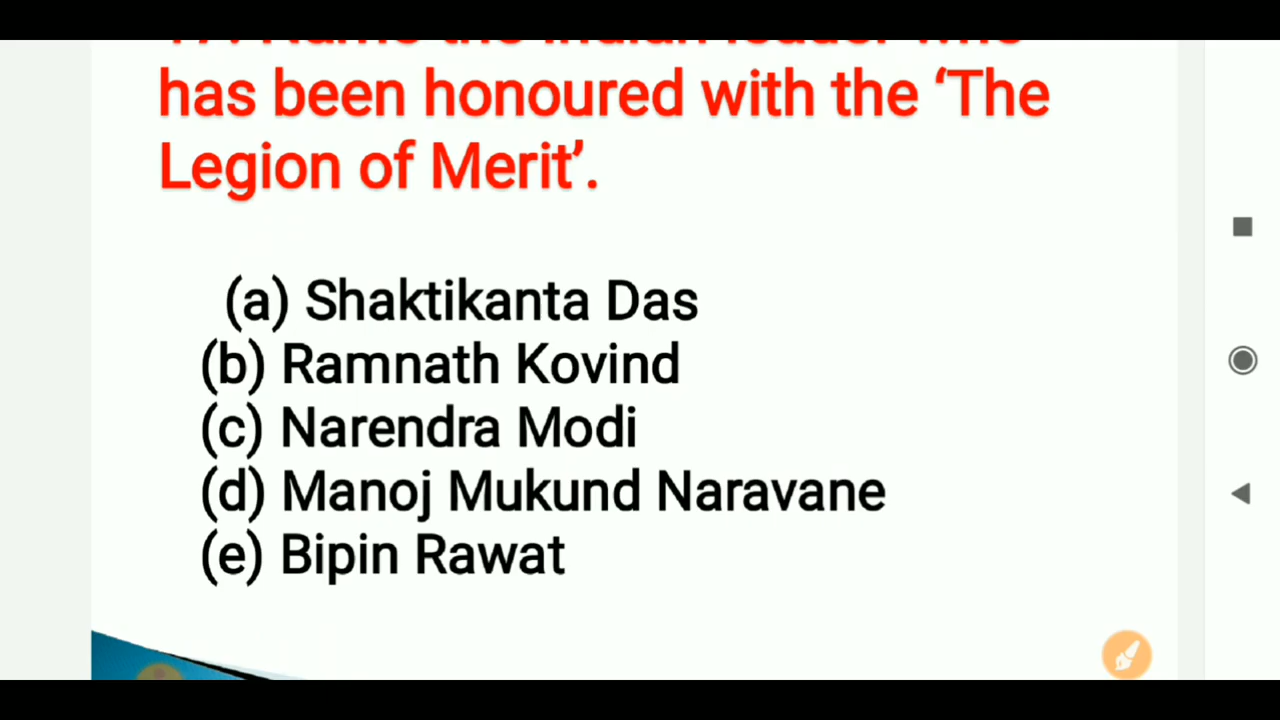 has been honoured with the ‘The
Legion of Merit’.
(a) Shaktikanta Das
(b) Ramnath Kovind
(c) Narendra Modi
(d) Manoj Mukund Naravane
(e) Bipin Rawat